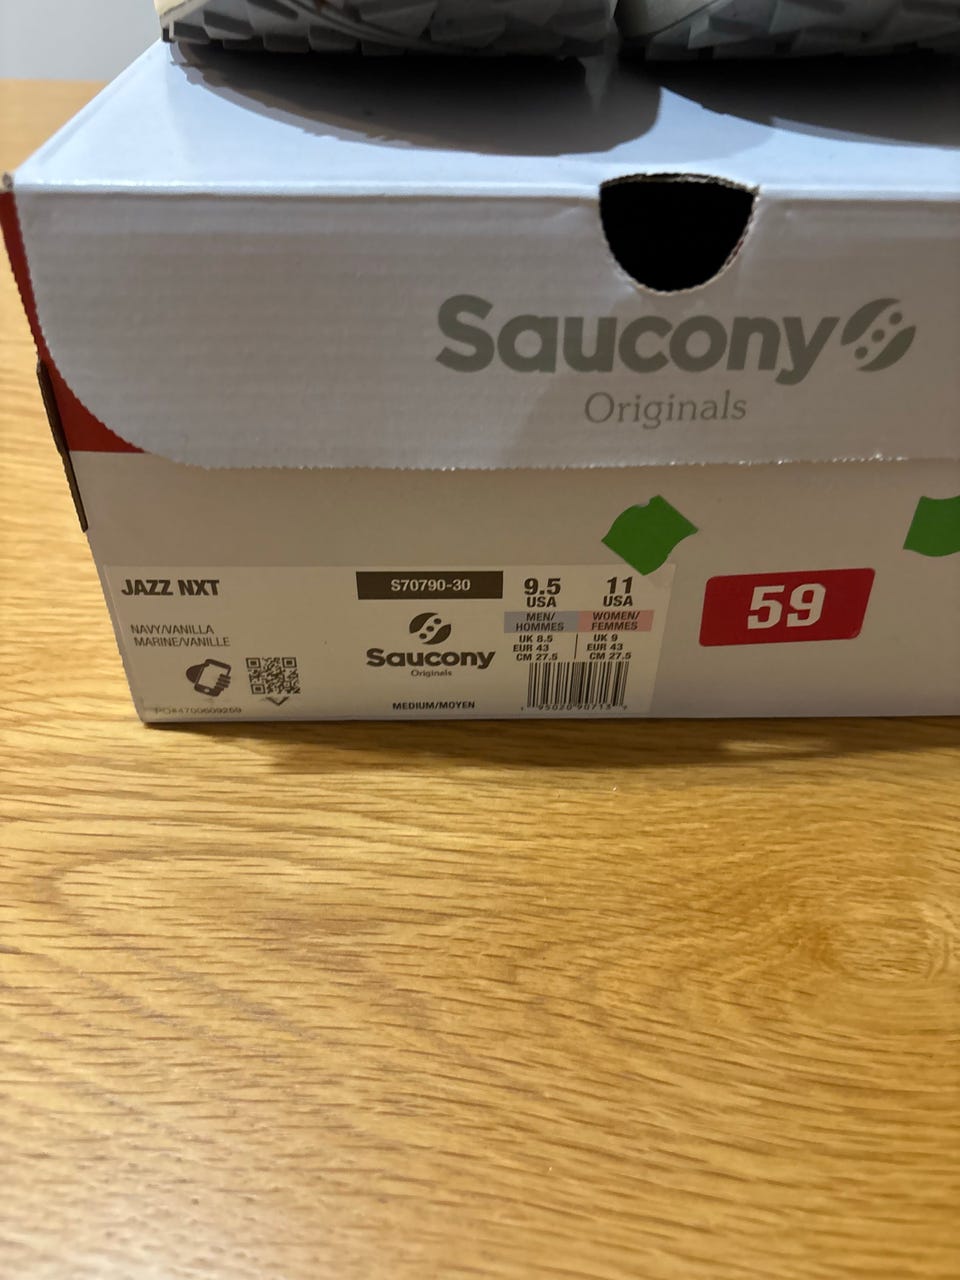 Saucony
Originals
JAZZ NXT
S70790-30
9.5
USA
11
USA
MEN/
HOMMES
WOMEN/
FEMMES
UK 8.5
EUR 43
CM 27.5
UK 9
EUR 43
CM 27.5
59
NAVY/VANILLA
MARINE/VANILLE
Saucony
Originals
MEDIUM/MOYEN
PO#4700609259